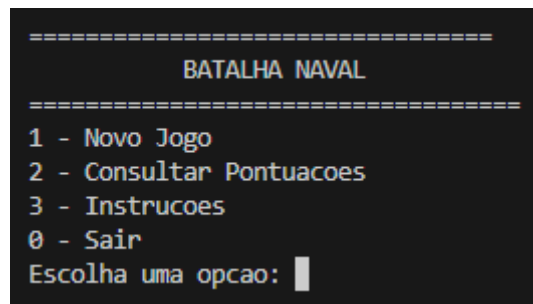 =================================
BATALHA NAVAL
===================================
1 - Novo Jogo
2 - Consultar Pontuacoes
3 - Instrucoes
0 - Sair
Escolha uma opcao: